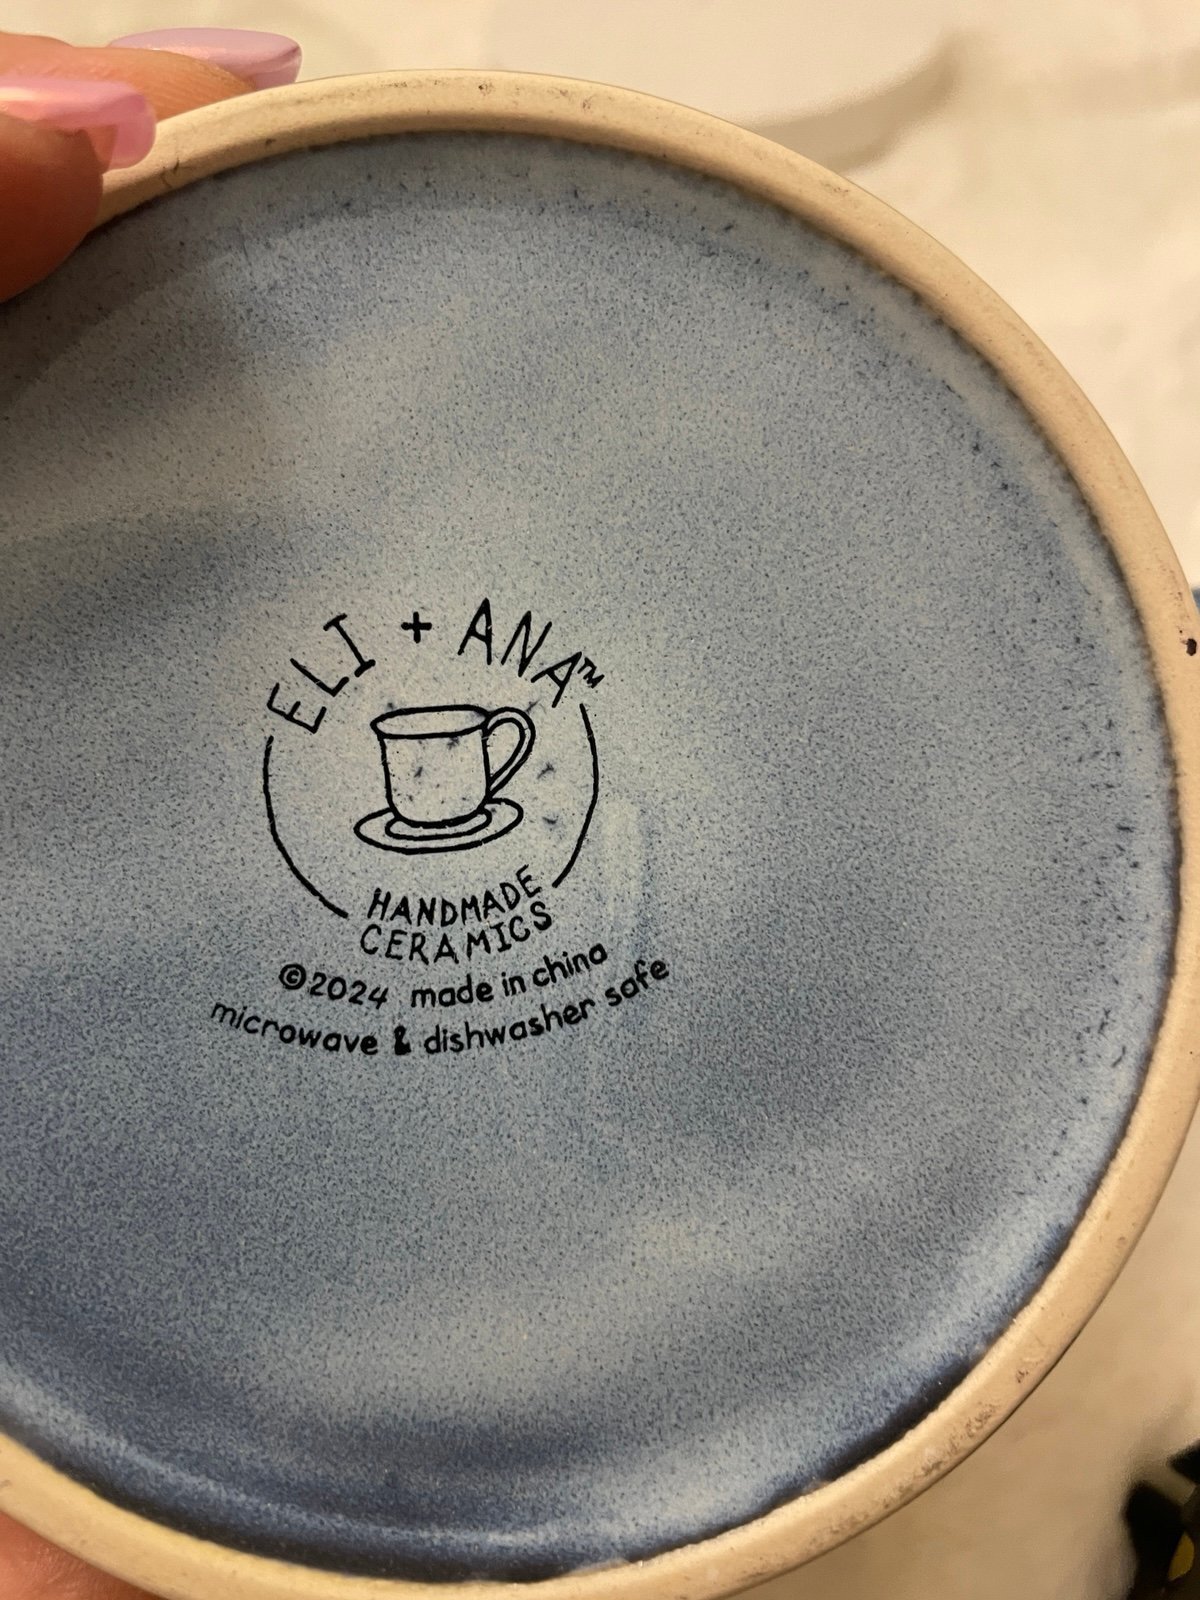 ELI + ANA™
HANDMADE
CERAMICS
©2024 made in china
microwave & dishwasher safe